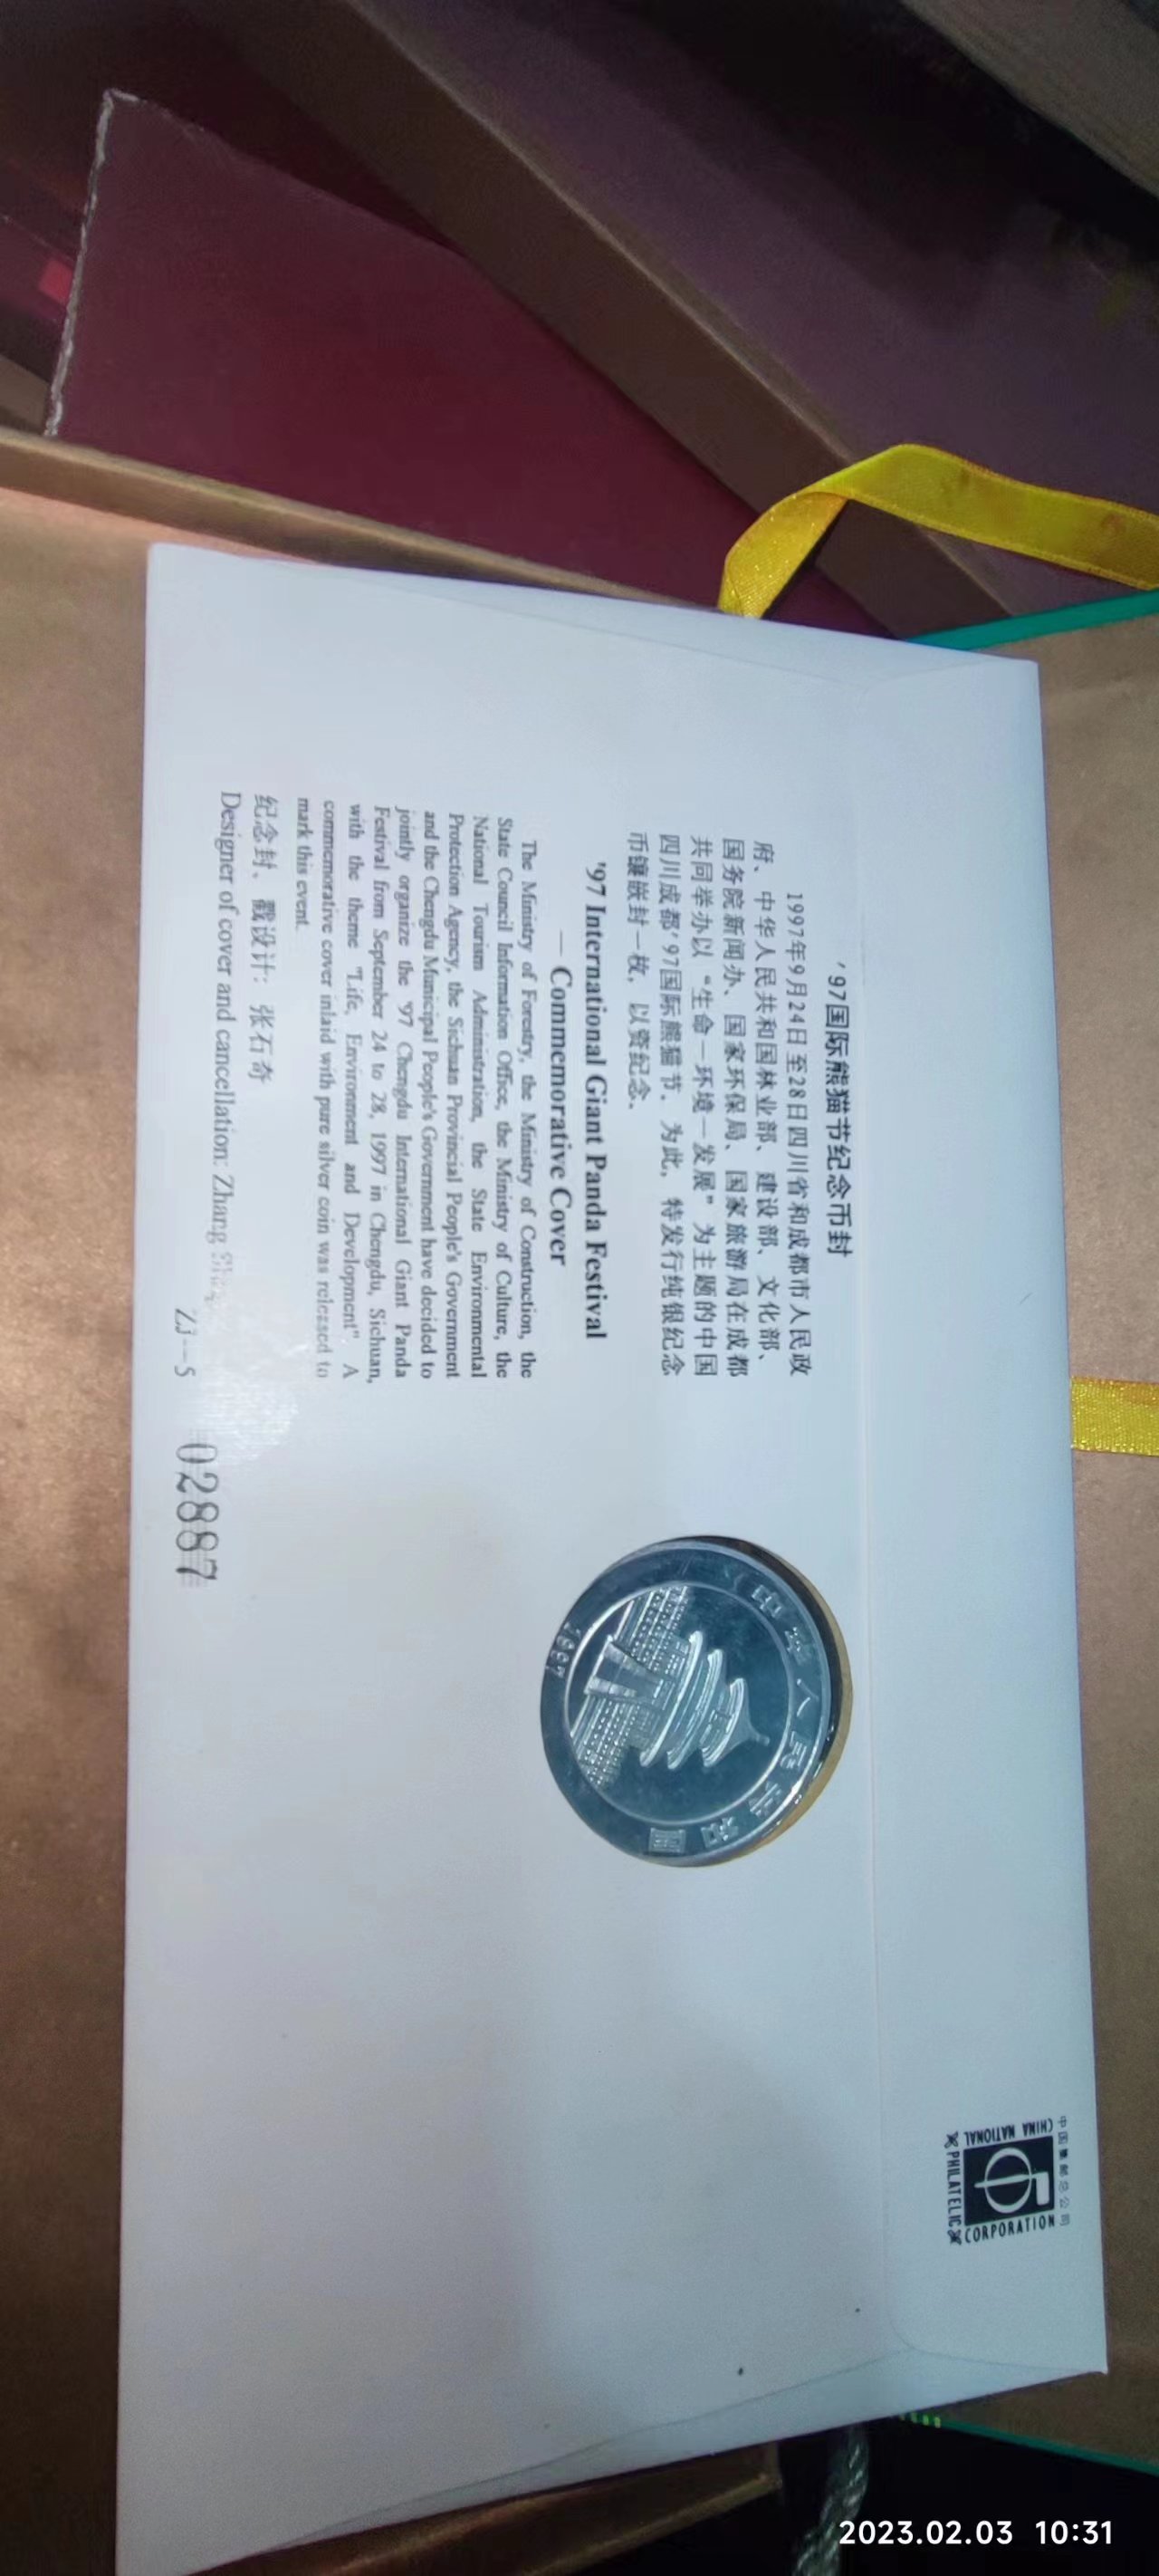 '97国际熊猫节纪念币封
1997年9月24日至28日四川省和成都市人民政
府、中华人民共和国林业部、建设部、文化部、
国务院新闻办、国家环保局、国家旅游局在成都
共同举办以“生命—环境—发展”为主题的中国
四川成都'97国际熊猫节。为此，特发行纯银纪念
币镶嵌封一枚，以资纪念。
'97 International Giant Panda Festival
— Commemorative Cover
The Ministry of Forestry, the Ministry of Construction, the
State Council Information Office, the Ministry of Culture, the
National Tourism Administration, the State Environmental
Protection Agency, the Sichuan Provincial People's Government
and the Chengdu Municipal People's Government have decided to
jointly organize the '97 Chengdu International Giant Panda
Festival from September 24 to 28, 1997 in Chengdu, Sichuan,
with the theme "Life, Environment and Development". A
commemorative cover inlaid with pure silver coin was released to
mark this event.
纪念封、戳设计：张石奇
Designer of cover and cancellation: Zhang
ZJ--5
02887
中华人民共和国
1997
中国集邮总公司
CHINA NATIONAL
PHILATELIC
CORPORATION
2023.02.03 10:31